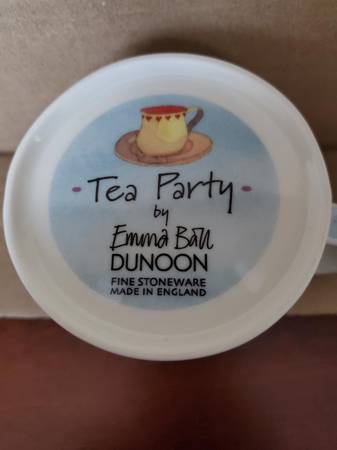 Tea Party
by
Emma Ball
DUNOON
FINE STONEWARE
MADE IN ENGLAND